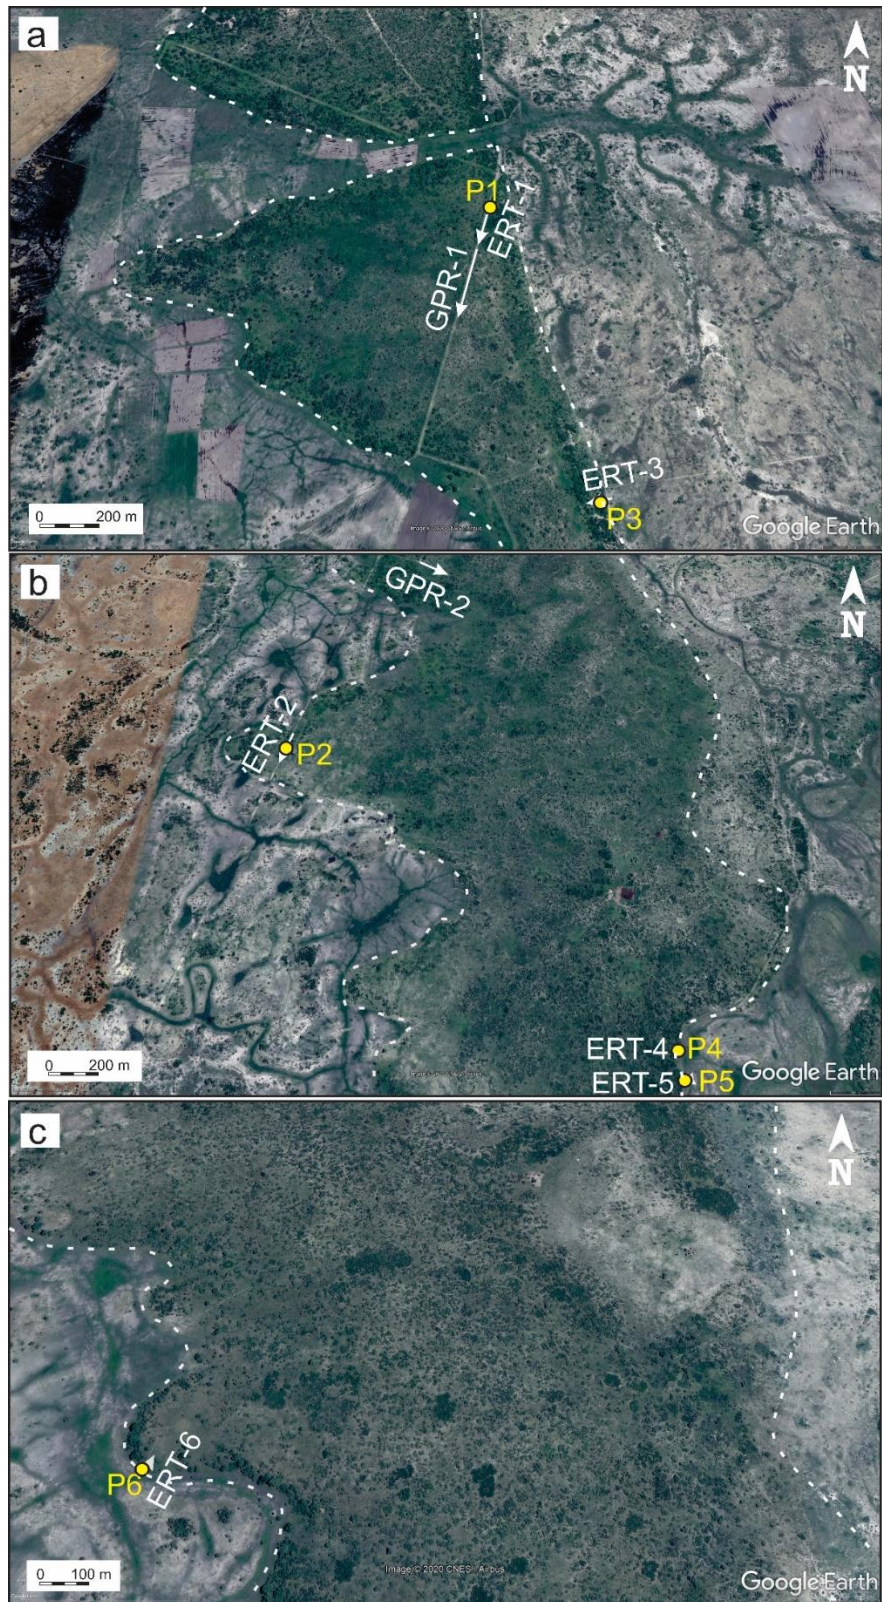 a
N
P1
ERT-1
GPR-1
ERT-3
P3
0 200 m
Google Earth
b
GPR-2
N
ERT-2
P2
ERT-4 P4
ERT-5 P5
0 200 m
Google Earth
c
N
ERT-6
P6
0 100 m
Image © 2020 CNES / Airbus
Google Earth